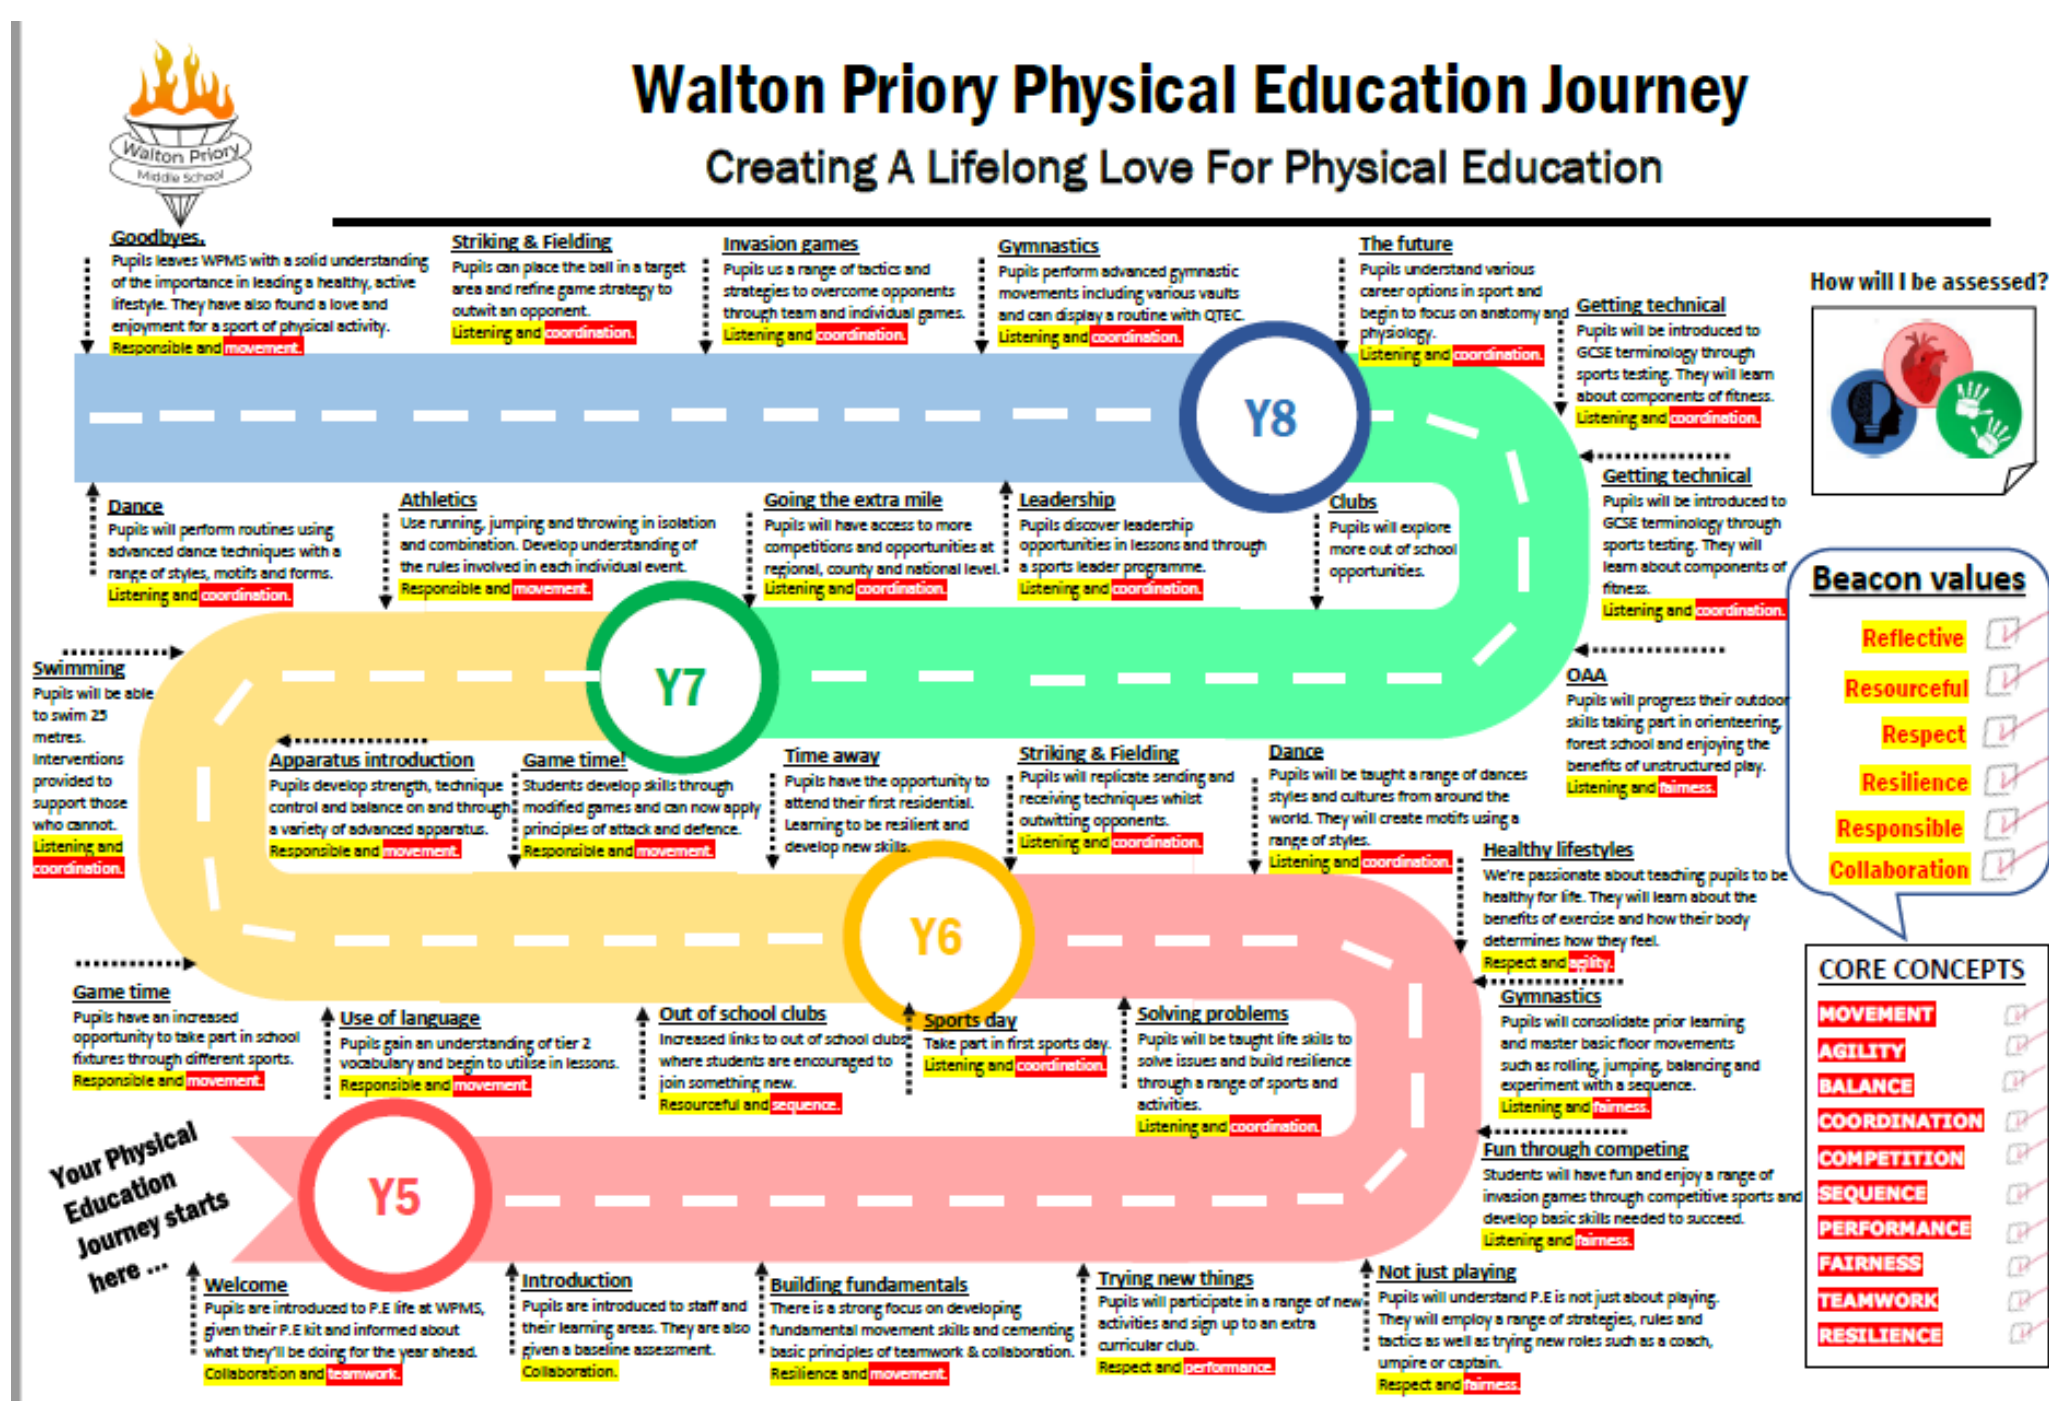 Walton Priory
Middle School
Walton Priory Physical Education Journey
Creating A Lifelong Love For Physical Education
Goodbyes.
Pupils leaves WPMS with a solid understanding
of the importance in leading a healthy, active
lifestyle. They have also found a love and
enjoyment for a sport of physical activity.
Responsible and movement.
Striking & Fielding
Pupils can place the ball in a target
area and refine game strategy to
outwit an opponent.
Listening and coordination.
Invasion games
Pupils us a range of tactics and
strategies to overcome opponents
through team and individual games.
Listening and coordination.
Gymnastics
Pupils perform advanced gymnastic
movements including various vaults
and can display a routine with QTEC.
Listening and coordination.
The future
Pupils understand various
career options in sport and
begin to focus on anatomy and
physiology.
Listening and coordination.
Getting technical
Pupils will be introduced to
GCSE terminology through
sports testing. They will learn
about components of fitness.
Listening and coordination.
How will I be assessed?
Y8
Dance
Pupils will perform routines using
advanced dance techniques with a
range of styles, motifs and forms.
Listening and coordination.
Athletics
Use running, jumping and throwing in isolation
and combination. Develop understanding of
the rules involved in each individual event.
Responsible and movement.
Going the extra mile
Pupils will have access to more
competitions and opportunities at
regional, county and national level.
Listening and coordination.
Leadership
Pupils discover leadership
opportunities in lessons and through
a sports leader programme.
Listening and coordination.
Clubs
Pupils will explore
more out of school
opportunities.
Getting technical
Pupils will be introduced to
GCSE terminology through
sports testing. They will
learn about components of
fitness.
Listening and coordination.
Beacon values
Reflective
Resourceful
Respect
Resilience
Responsible
Collaboration
Y7
Swimming
Pupils will be able
to swim 25
metres.
Interventions
provided to
support those
who cannot.
Listening and
coordination.
Apparatus introduction
Pupils develop strength, technique
control and balance on and through
a variety of advanced apparatus.
Responsible and movement.
Game time!
Students develop skills through
modified games and can now apply
principles of attack and defence.
Responsible and movement.
Time away
Pupils have the opportunity to
attend their first residential.
Learning to be resilient and
develop new skills.
Striking & Fielding
Pupils will replicate sending and
receiving techniques whilst
outwitting opponents.
Listening and coordination.
Dance
Pupils will be taught a range of dances
styles and cultures from around the
world. They will create motifs using a
range of styles.
Listening and coordination.
OAA
Pupils will progress their outdoor
skills taking part in orienteering,
forest school and enjoying the
benefits of unstructured play.
Listening and fairness.
Healthy lifestyles
We're passionate about teaching pupils to be
healthy for life. They will learn about the
benefits of exercise and how their body
determines how they feel.
Respect and agility.
Y6
Game time
Pupils have an increased
opportunity to take part in school
fixtures through different sports.
Responsible and movement.
Use of language
Pupils gain an understanding of tier 2
vocabulary and begin to utilise in lessons.
Responsible and movement.
Out of school clubs
Increased links to out of school clubs
where students are encouraged to
join something new.
Resourceful and sequence.
Sports day
Take part in first sports day.
Listening and coordination.
Solving problems
Pupils will be taught life skills to
solve issues and build resilience
through a range of sports and
activities.
Listening and coordination.
Gymnastics
Pupils will consolidate prior learning
and master basic floor movements
such as rolling, jumping, balancing and
experiment with a sequence.
Listening and fairness.
CORE CONCEPTS
MOVEMENT
AGILITY
BALANCE
COORDINATION
COMPETITION
SEQUENCE
PERFORMANCE
FAIRNESS
TEAMWORK
RESILIENCE
Fun through competing
Students will have fun and enjoy a range of
invasion games through competitive sports and
develop basic skills needed to succeed.
Listening and fairness.
Your Physical
Education
Journey starts
here ...
Y5
Welcome
Pupils are introduced to P.E life at WPMS,
given their P.E kit and informed about
what they'll be doing for the year ahead.
Collaboration and teamwork.
Introduction
Pupils are introduced to staff and
their learning areas. They are also
given a baseline assessment.
Collaboration.
Building fundamentals
There is a strong focus on developing
fundamental movement skills and cementing
basic principles of teamwork & collaboration.
Resilience and movement.
Trying new things
Pupils will participate in a range of new
activities and sign up to an extra
curricular club.
Respect and performance.
Not just playing
Pupils will understand P.E is not just about playing.
They will employ a range of strategies, rules and
tactics as well as trying new roles such as a coach,
umpire or captain.
Respect and fairness.